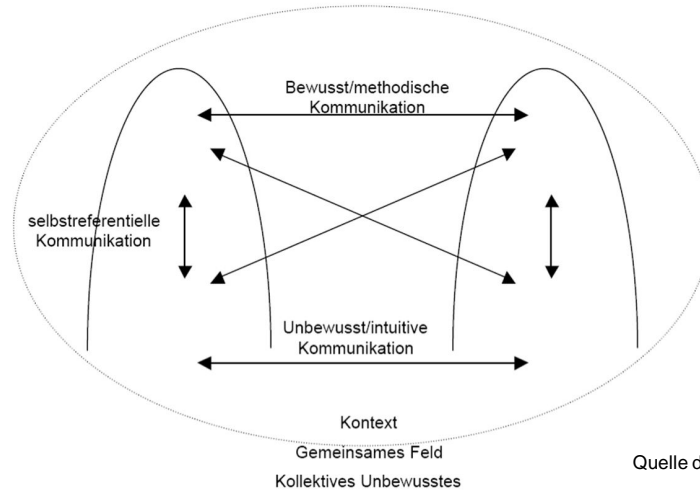 Bewusst/methodische
Kommunikation
selbstreferentielle
Kommunikation
Unbewusst/intuitive
Kommunikation
Kontext
Gemeinsames Feld
Kollektives Unbewusstes
Quelle d